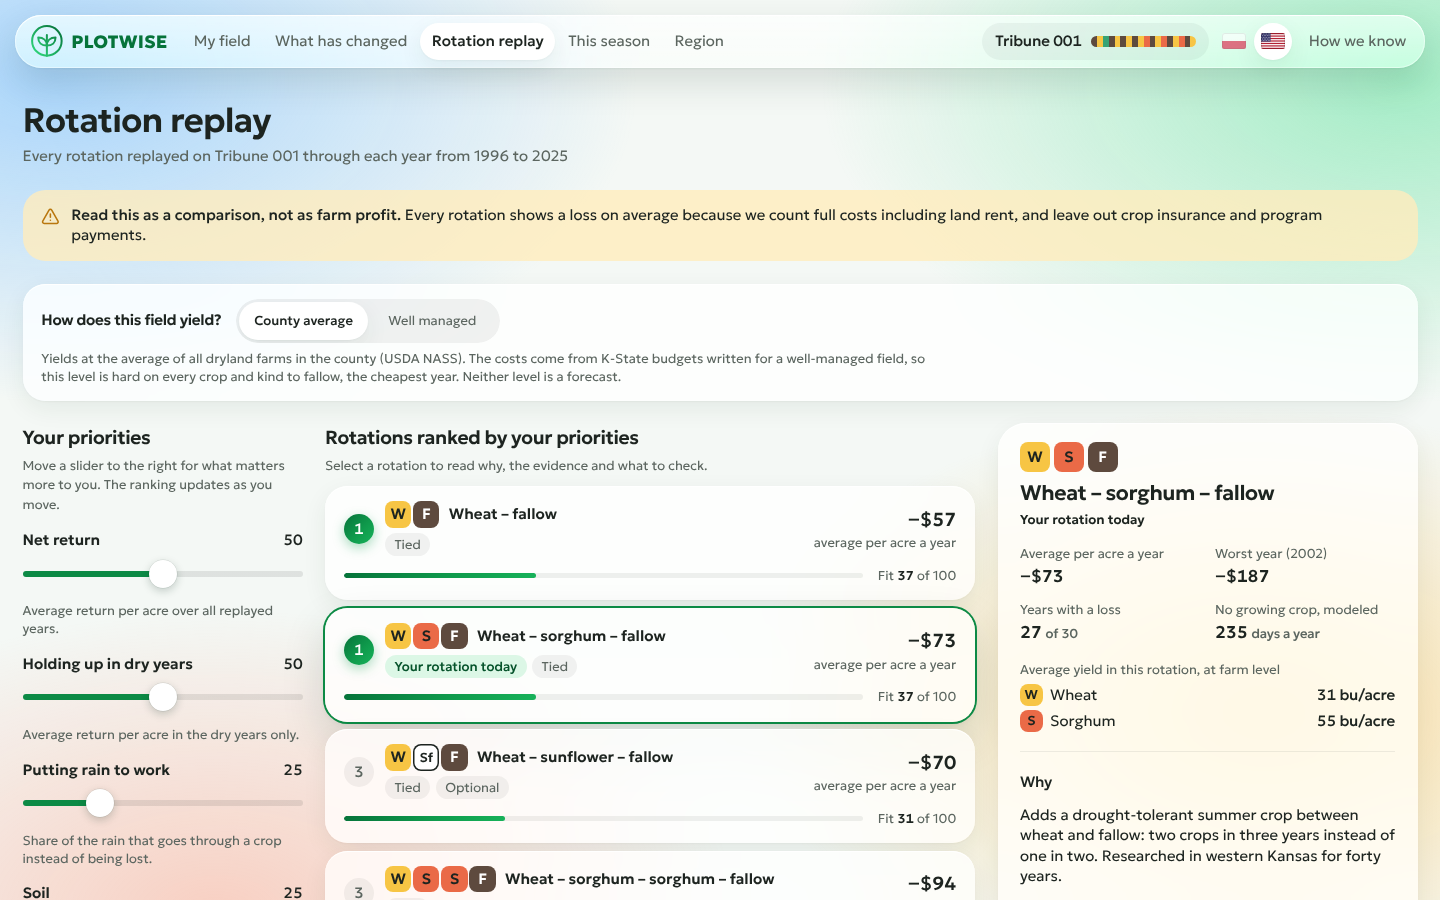 PLOTWISE My field What has changed Rotation replay This season Region Tribune 001 How we know
Rotation replay
Every rotation replayed on Tribune 001 through each year from 1996 to 2025
Read this as a comparison, not as farm profit. Every rotation shows a loss on average because we count full costs including land rent, and leave out crop insurance and program
payments.
How does this field yield? County average Well managed
Yields at the average of all dryland farms in the county (USDA NASS). The costs come from K-State budgets written for a well-managed field, so
this level is hard on every crop and kind to fallow, the cheapest year. Neither level is a forecast.
Your priorities
Move a slider to the right for what matters
more to you. The ranking updates as you
move.
Net return 50
Average return per acre over all replayed
years.
Holding up in dry years 50
Average return per acre in the dry years only.
Putting rain to work 25
Share of the rain that goes through a crop
instead of being lost.
Soil 25
Rotations ranked by your priorities
Select a rotation to read why, the evidence and what to check.
1 W F Wheat – fallow −$57
Tied average per acre a year
Fit 37 of 100
1 W S F Wheat – sorghum – fallow −$73
Your rotation today Tied average per acre a year
Fit 37 of 100
3 W Sf F Wheat – sunflower – fallow −$70
Tied Optional average per acre a year
Fit 31 of 100
3 W S S F Wheat – sorghum – sorghum – fallow −$94
W S F
Wheat – sorghum – fallow
Your rotation today
Average per acre a year Worst year (2002)
−$73 −$187
Years with a loss No growing crop, modeled
27 of 30 235 days a year
Average yield in this rotation, at farm level
W Wheat 31 bu/acre
S Sorghum 55 bu/acre
Why
Adds a drought-tolerant summer crop between
wheat and fallow: two crops in three years instead of
one in two. Researched in western Kansas for forty
years.